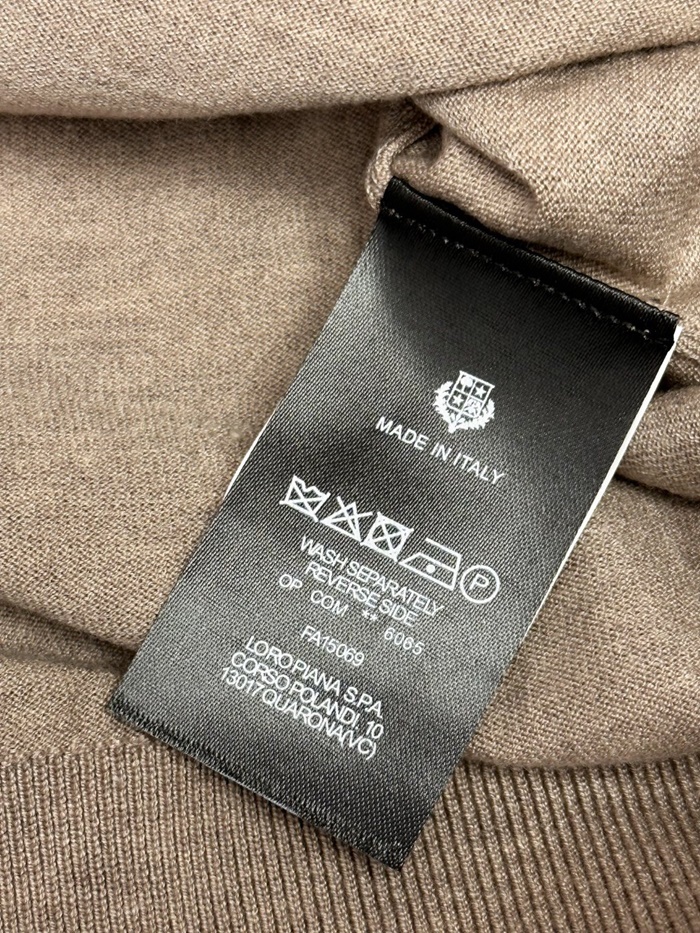 MADE IN ITALY
P
WASH SEPARATELY
REVERSE SIDE
OP COM ** 6065
FA15069
LORO PIANA S.P.A.
CORSO POLANDI, 10
13017 QUARONA(VC)